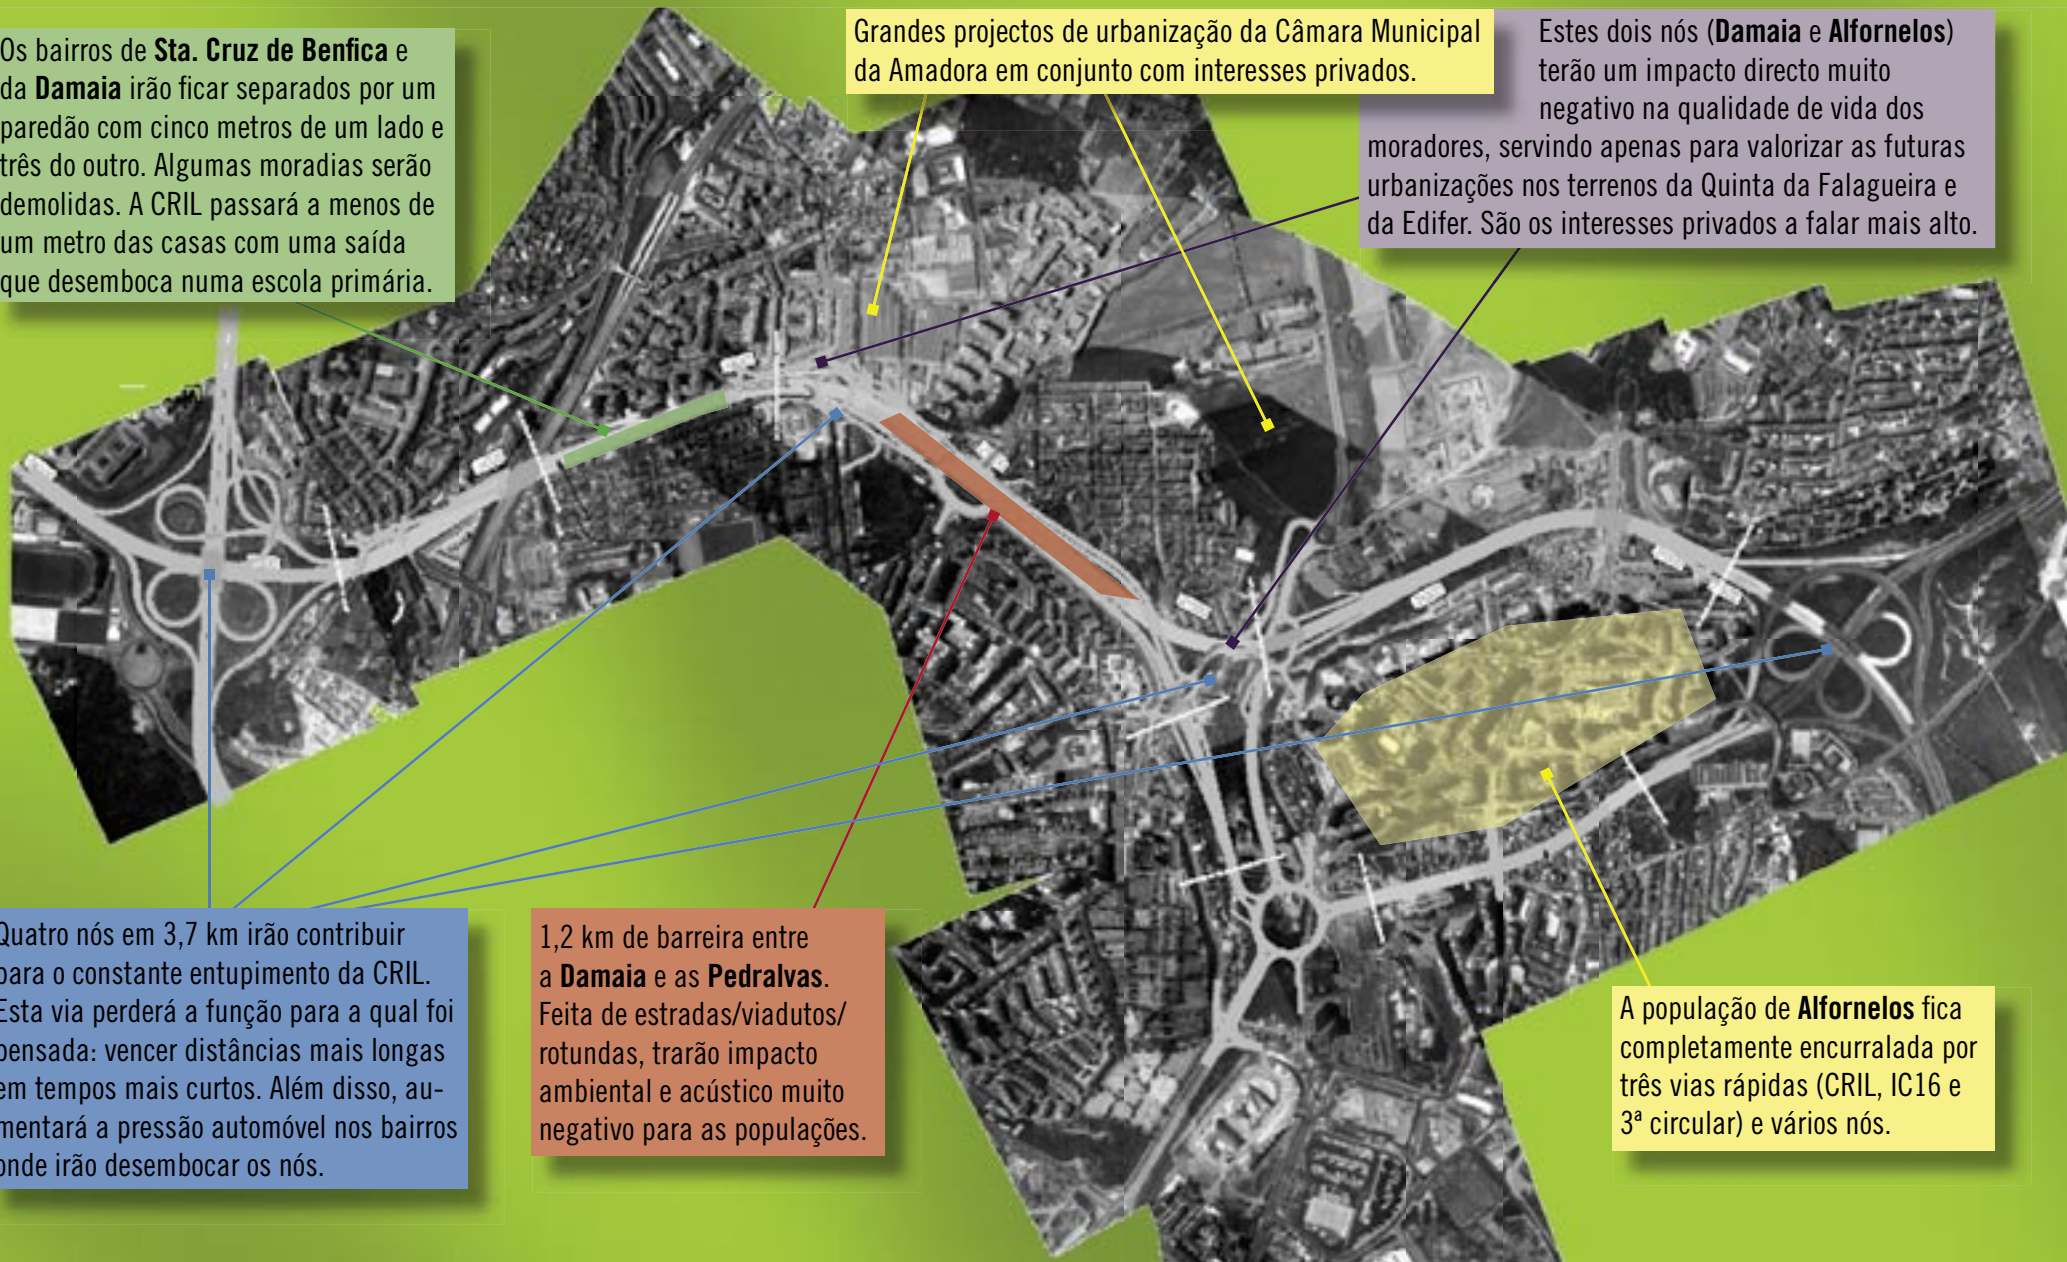 Os bairros de Sta. Cruz de Benfica e
da Damaia irão ficar separados por um
paredão com cinco metros de um lado e
três do outro. Algumas moradias serão
demolidas. A CRIL passará a menos de
um metro das casas com uma saída
que desemboca numa escola primária.
Grandes projectos de urbanização da Câmara Municipal
da Amadora em conjunto com interesses privados.
Estes dois nós (Damaia e Alfornelos)
terão um impacto directo muito
negativo na qualidade de vida dos
moradores, servindo apenas para valorizar as futuras
urbanizações nos terrenos da Quinta da Falagueira e
da Edifer. São os interesses privados a falar mais alto.
Quatro nós em 3,7 km irão contribuir
para o constante entupimento da CRIL.
Esta via perderá a função para a qual foi
pensada: vencer distâncias mais longas
em tempos mais curtos. Além disso, au-
mentará a pressão automóvel nos bairros
onde irão desembocar os nós.
1,2 km de barreira entre
a Damaia e as Pedralvas.
Feita de estradas/viadutos/
rotundas, trarão impacto
ambiental e acústico muito
negativo para as populações.
A população de Alfornelos fica
completamente encurralada por
três vias rápidas (CRIL, IC16 e
3ª circular) e vários nós.